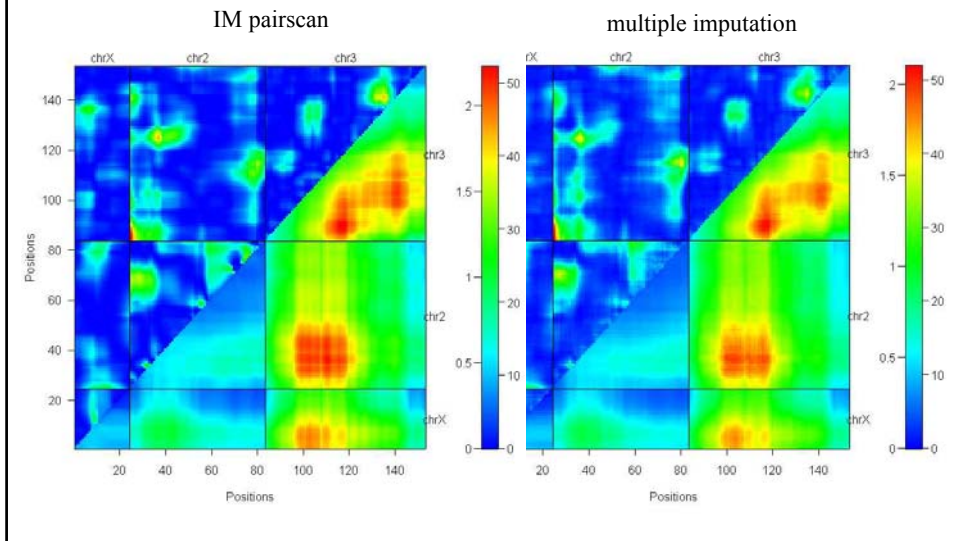 IM pairscan
multiple imputation
chrX chr2 chr3
140
120
100
80
60
40
20
Positions
chr3
chr2
chrX
20 40 60 80 100 120 140
Positions
2
1.5
1
0.5
0
50
40
30
20
10
0
rX chr2 chr3
chr3
chr2
chrX
20 40 60 80 100 120 140
Positions
2
1.5
1
0.5
0
50
40
30
20
10
0